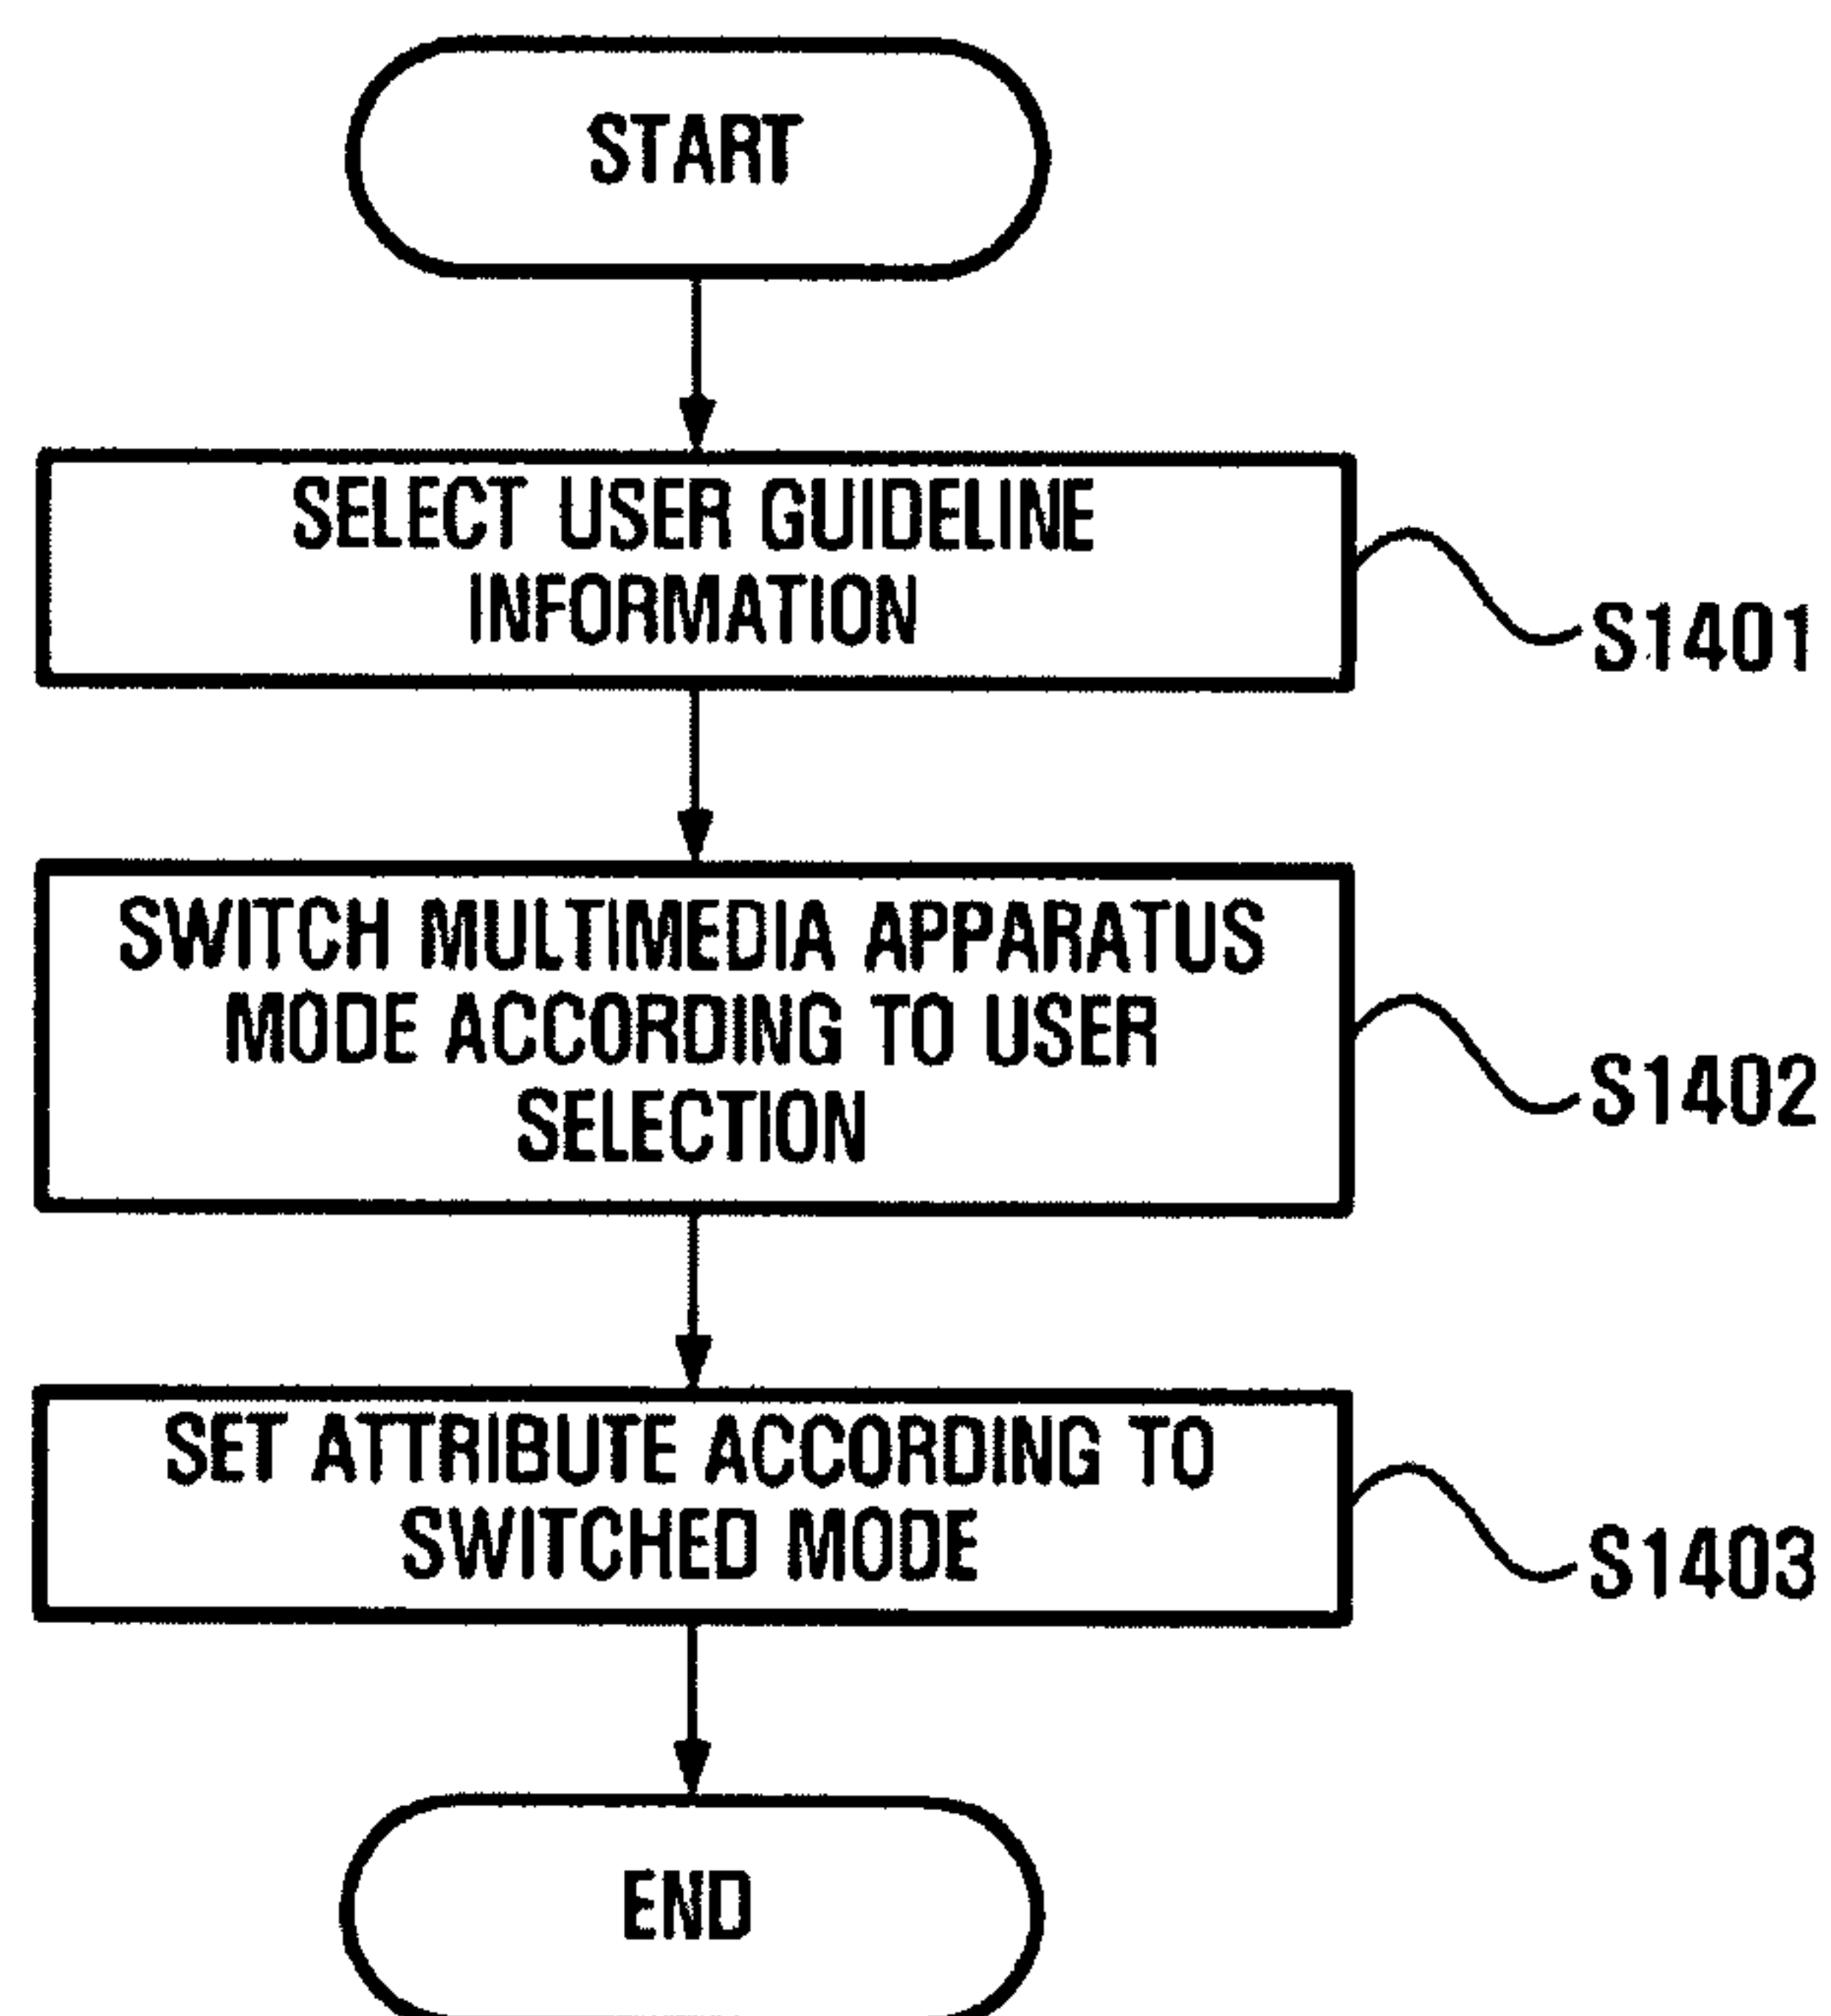 START
SELECT USER GUIDELINE
INFORMATION
S1401
SWITCH MULTIMEDIA APPARATUS
MODE ACCORDING TO USER
SELECTION
S1402
SET ATTRIBUTE ACCORDING TO
SWITCHED MODE
S1403
END